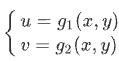 u = g₁(x, y)
v = g₂(x, y)